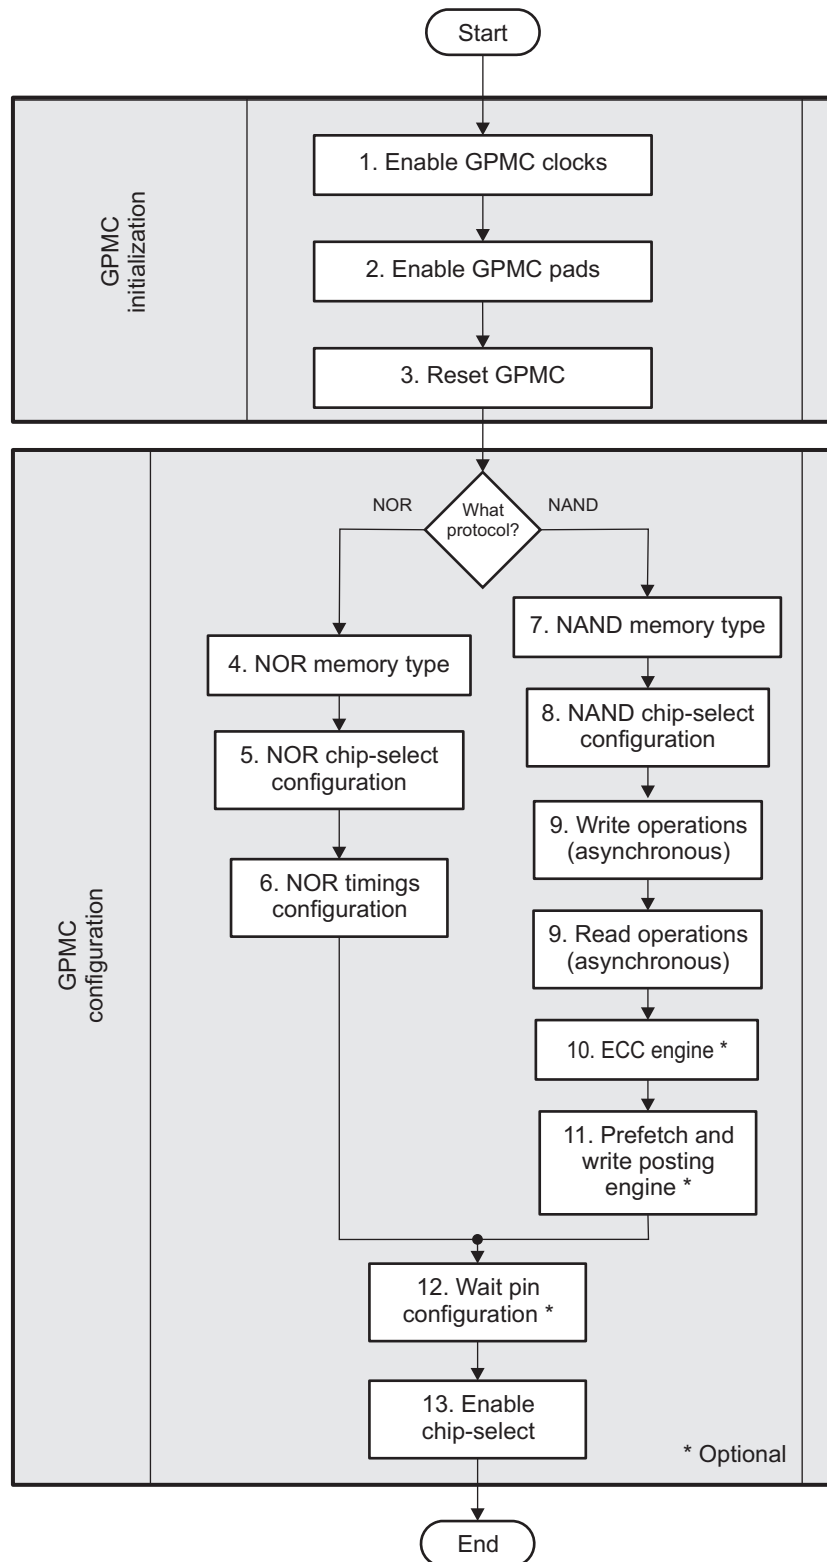 Start
GPMC
initialization
1. Enable GPMC clocks
2. Enable GPMC pads
3. Reset GPMC
GPMC
configuration
What
protocol?
NOR
NAND
4. NOR memory type
5. NOR chip-select
configuration
6. NOR timings
configuration
7. NAND memory type
8. NAND chip-select
configuration
9. Write operations
(asynchronous)
9. Read operations
(asynchronous)
10. ECC engine *
11. Prefetch and
write posting
engine *
12. Wait pin
configuration *
13. Enable
chip-select
* Optional
End